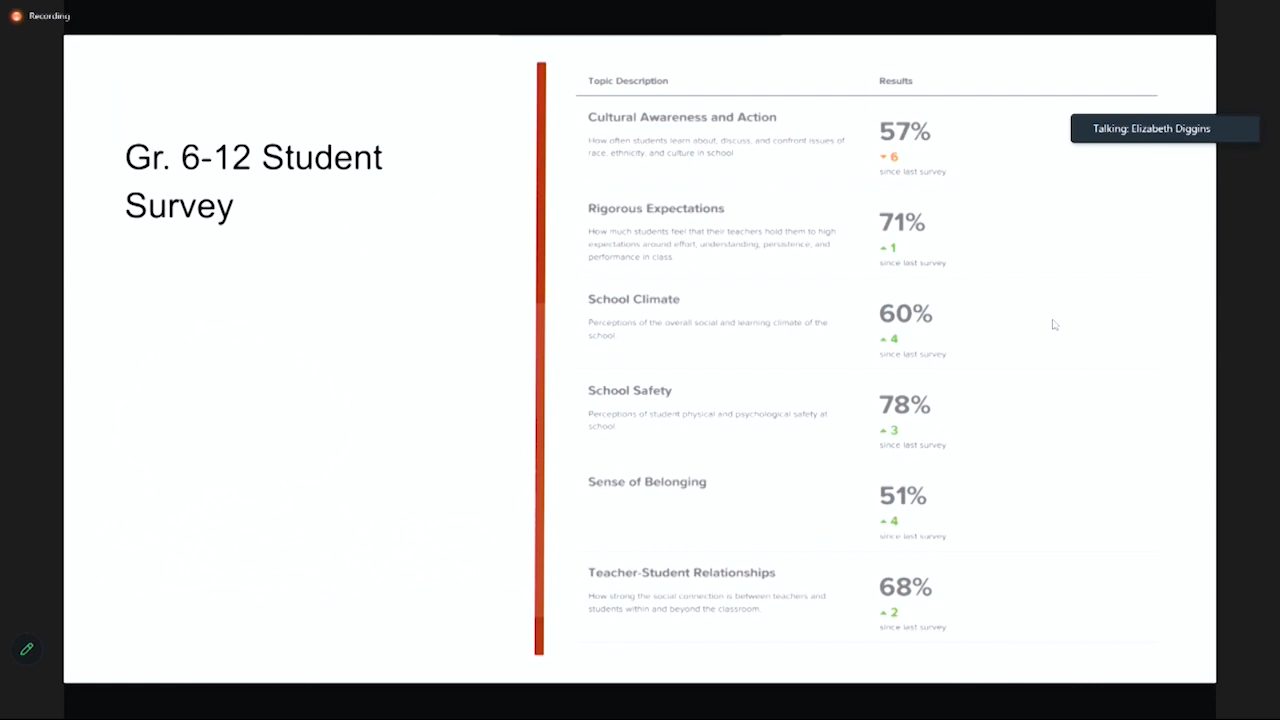 Recording
Talking: Elizabeth Diggins
Gr. 6-12 Student
Survey
Topic Description
Results
Cultural Awareness and Action
How often students learn about, discuss, and confront issues of
race, ethnicity, and culture in school
57%
6
since last survey
Rigorous Expectations
How much students feel that their teachers hold them to high
expectations around effort, understanding, persistence, and
performance in class.
71%
1
since last survey
School Climate
Perceptions of the overall social and learning climate of the
school.
60%
4
since last survey
School Safety
Perceptions of student physical and psychological safety at
school.
78%
3
since last survey
Sense of Belonging
51%
4
since last survey
Teacher-Student Relationships
How strong the social connection is between teachers and
students within and beyond the classroom.
68%
2
since last survey